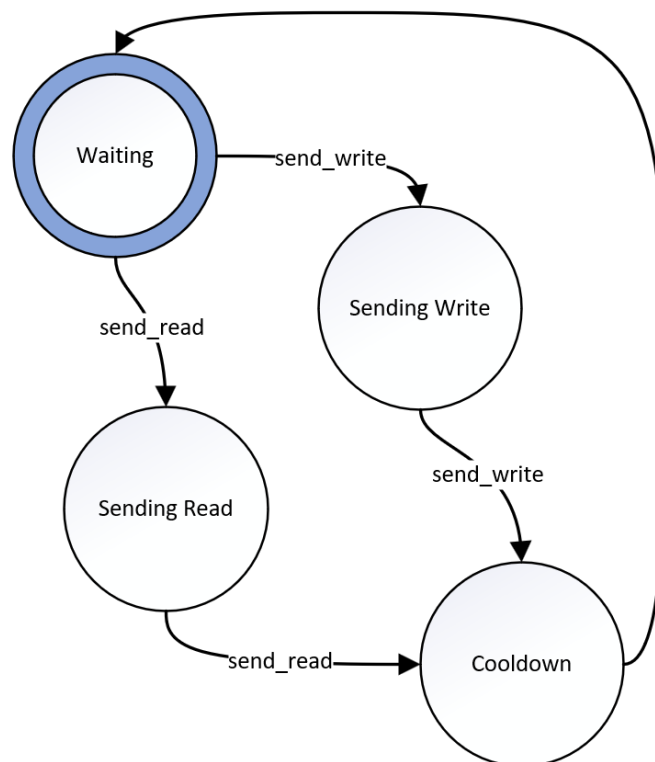 Waiting
send_write
Sending Write
send_read
send_write
Sending Read
send_read
Cooldown